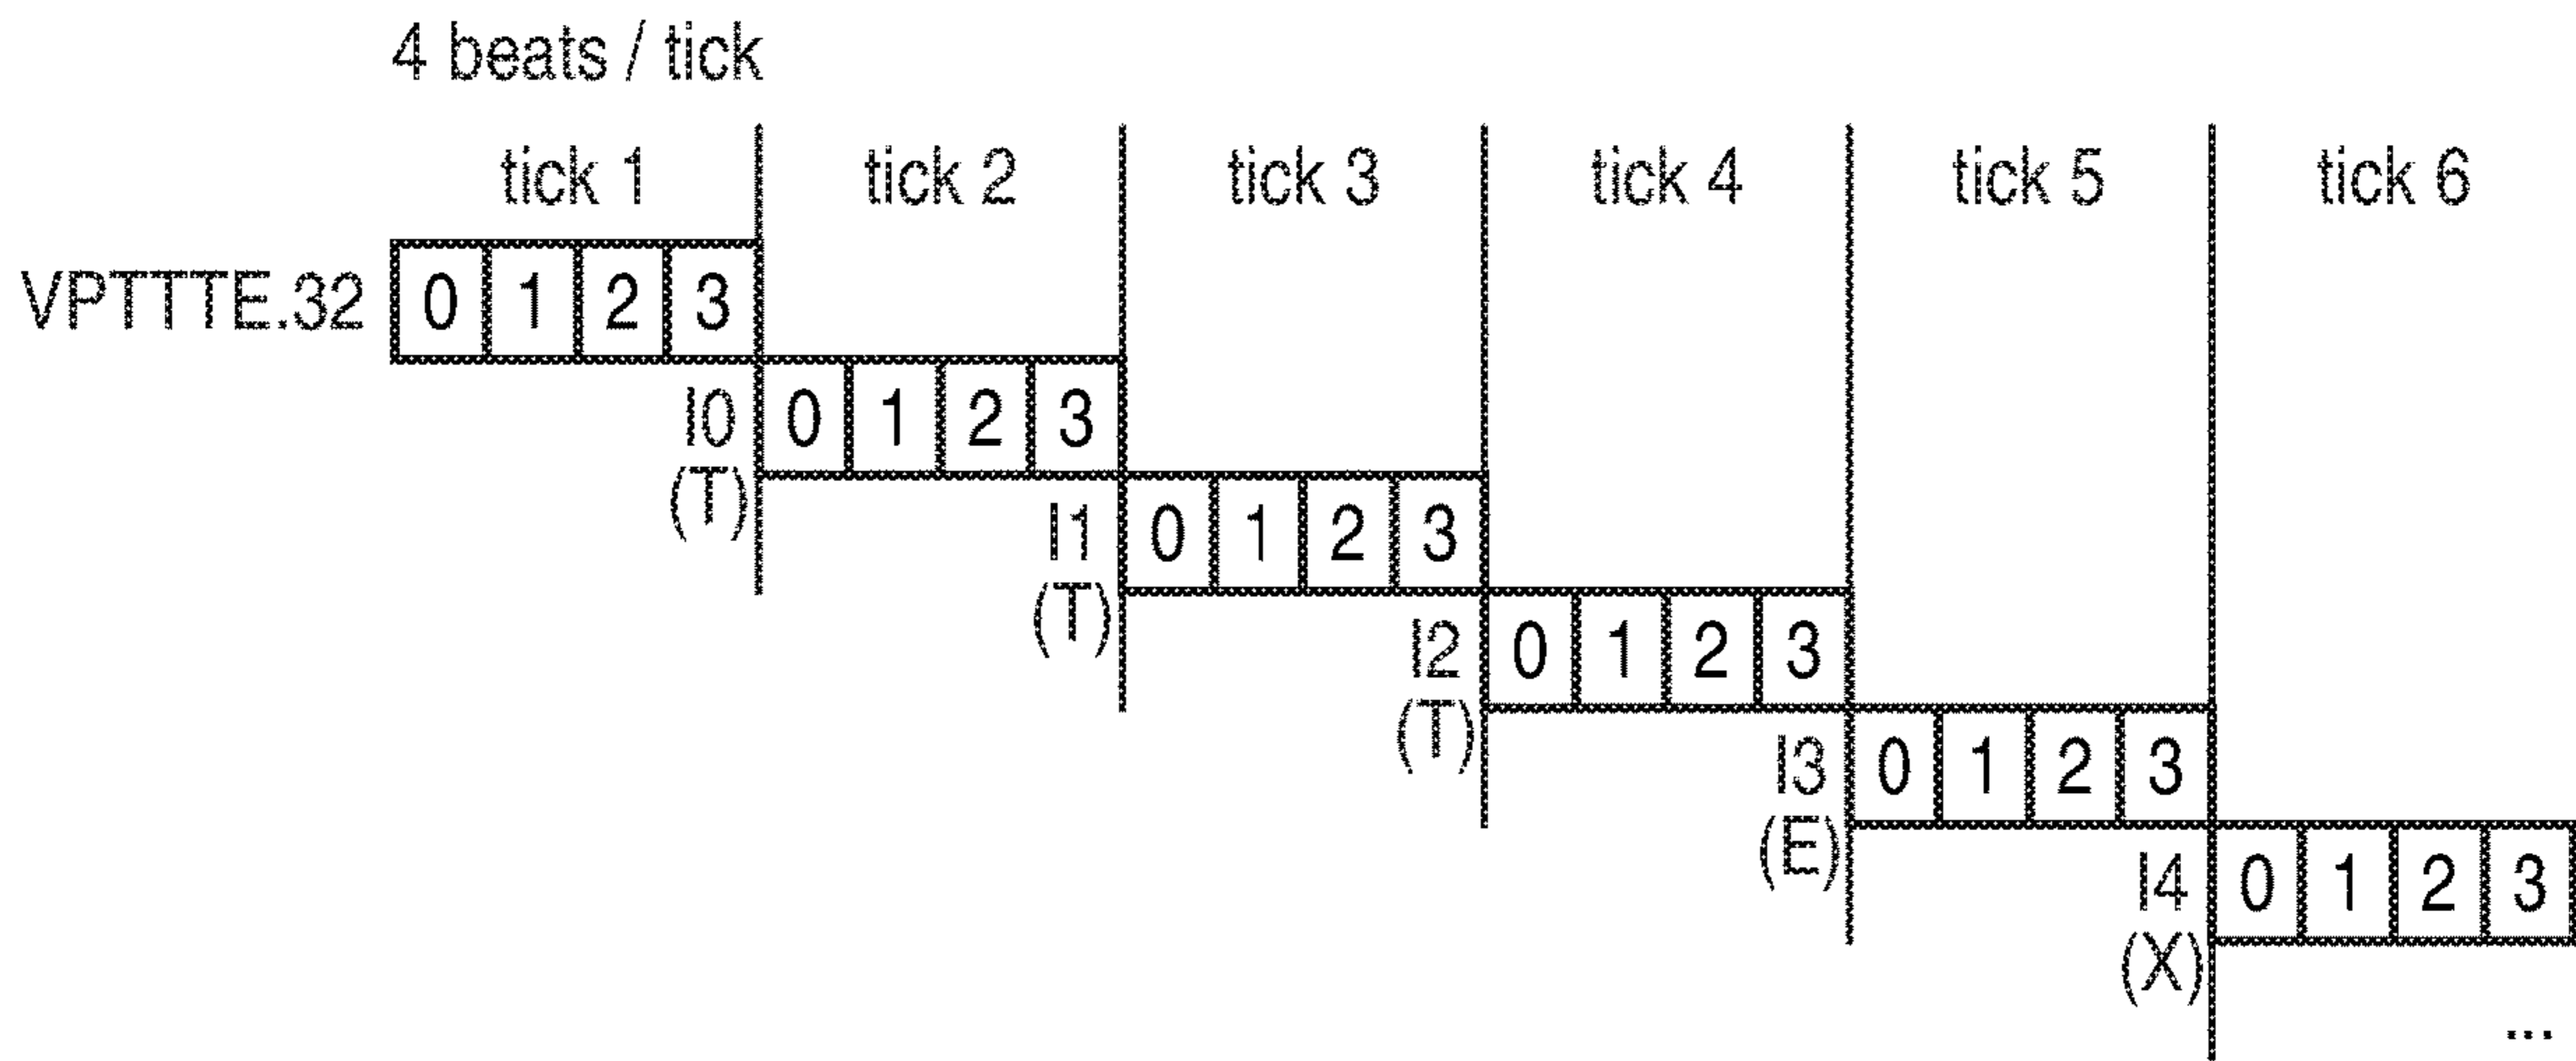 4 beats / tick
tick 1 tick 2 tick 3 tick 4 tick 5 tick 6
VPTTTE.32 0 1 2 3
I0 0 1 2 3
(T)
I1 0 1 2 3
(T)
I2 0 1 2 3
(T)
I3 0 1 2 3
(E)
I4 0 1 2 3
(X)
...